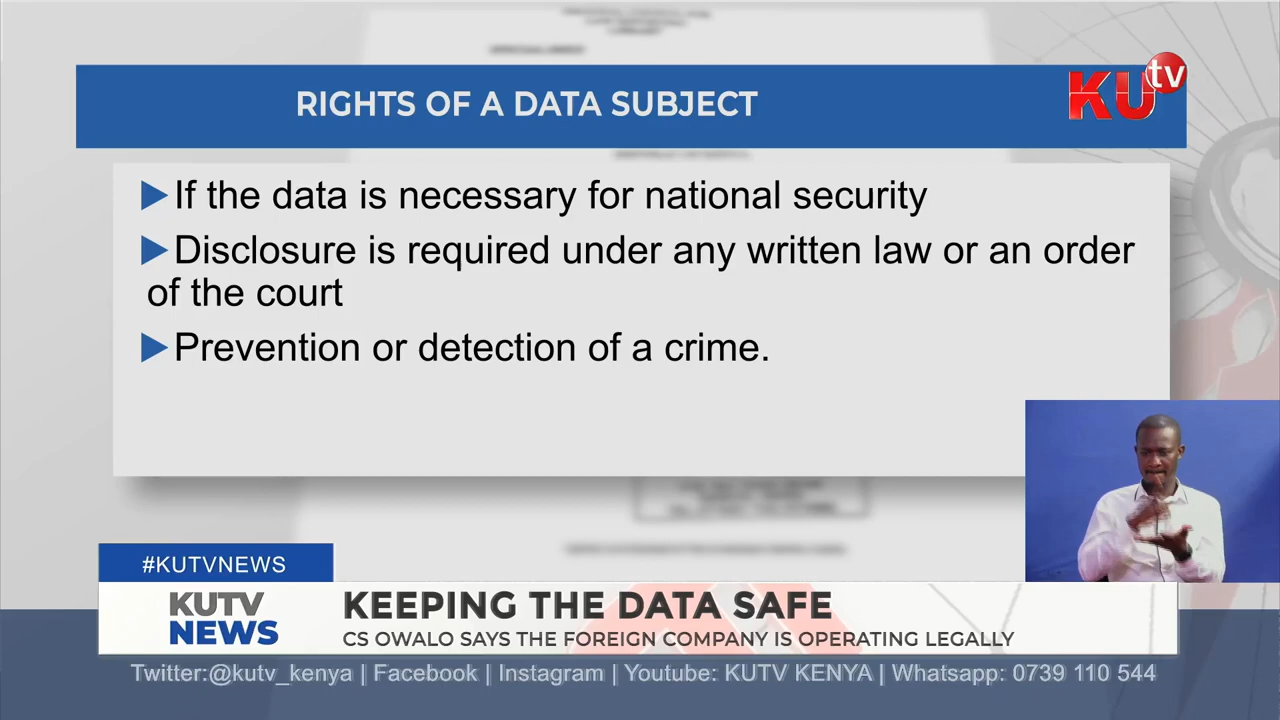 RIGHTS OF A DATA SUBJECT
KU tv
If the data is necessary for national security
Disclosure is required under any written law or an order
of the court
Prevention or detection of a crime.
#KUTVNEWS
KUTV
NEWS
KEEPING THE DATA SAFE
CS OWALO SAYS THE FOREIGN COMPANY IS OPERATING LEGALLY
Twitter:@kutv_kenya | Facebook | Instagram | Youtube: KUTV KENYA | Whatsapp: 0739 110 544